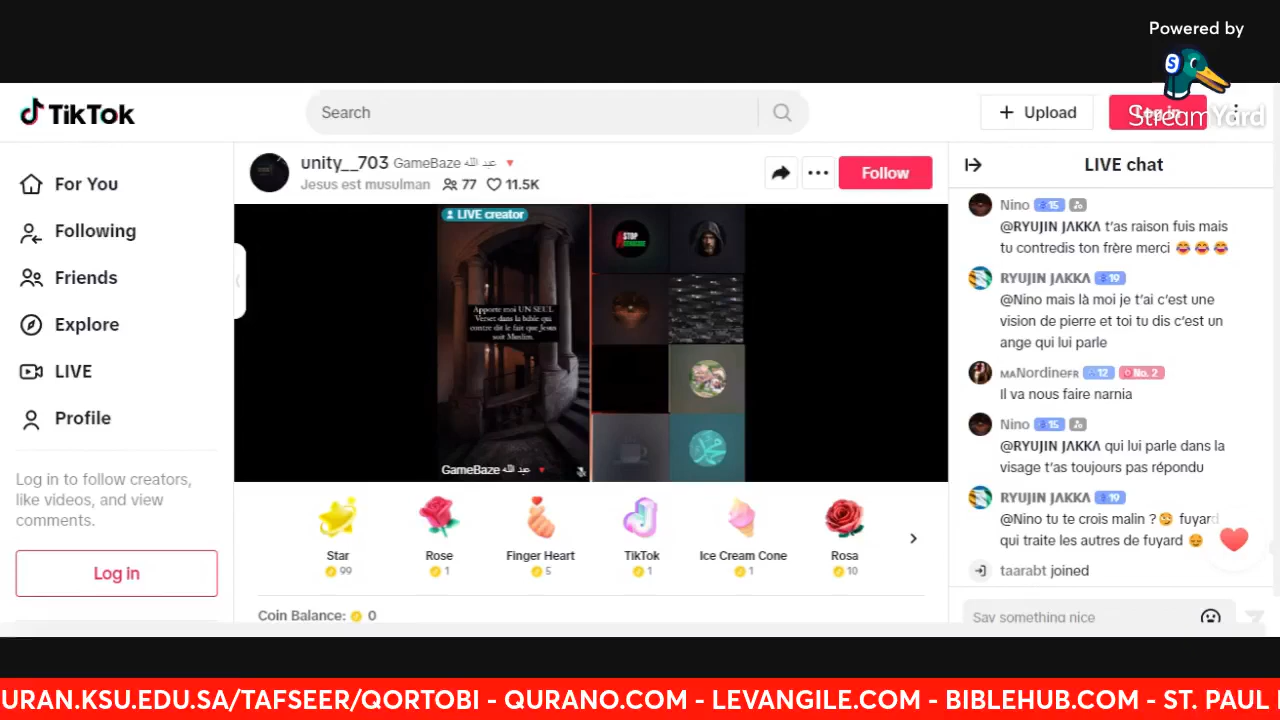 Powered by
StreamYard
TikTok
Search
Upload
Log in
For You
Following
Friends
Explore
LIVE
Profile
Log in to follow creators,
like videos, and view
comments.
Log in
unity__703 GameBaze عبد الله
Jesus est musulman 77 11.5K
Follow
LIVE creator
STOP
Apporte moi UN SEUL
Verset dans la bible qui
contre dit le fait que Jesus
soit Muslim.
GameBaze عبد الله
Star
99
Rose
1
Finger Heart
5
TikTok
1
Ice Cream Cone
1
Rosa
10
Coin Balance: 0
LIVE chat
Nino 15
@RYUJIN JAKKA t’as raison fuis mais
tu contredis ton frère merci 😂😂😂
RYUJIN JAKKA 19
@Nino mais là moi je t’ai c’est une
vision de pierre et toi tu dis c’est un
ange qui lui parle
MANordineFR 12 No. 2
Il va nous faire narnia
Nino 15
@RYUJIN JAKKA qui lui parle dans la
visage t’as toujours pas répondu
RYUJIN JAKKA 19
@Nino tu te crois malin ? fuyard
qui traite les autres de fuyard
taarabt joined
Say something nice
URAN.KSU.EDU.SA/TAFSEER/QORTOBI - QURANO.COM - LEVANGILE.COM - BIBLEHUB.COM - ST. PAUL